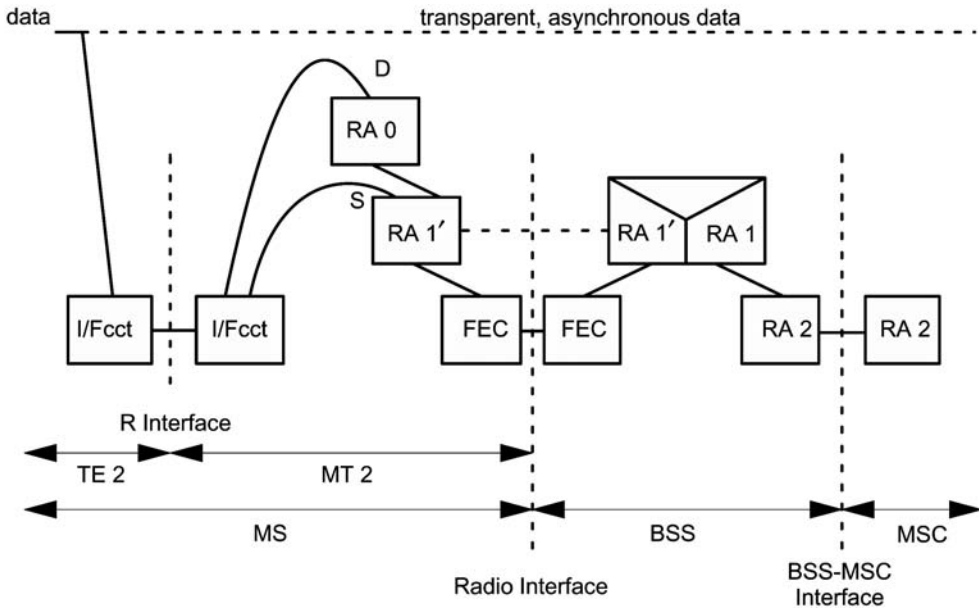 data
transparent, asynchronous data
D
RA 0
S
RA 1′
RA 1′
RA 1
I/Fcct
I/Fcct
FEC
FEC
RA 2
RA 2
R Interface
TE 2
MT 2
MS
BSS
MSC
Radio Interface
BSS-MSC
Interface